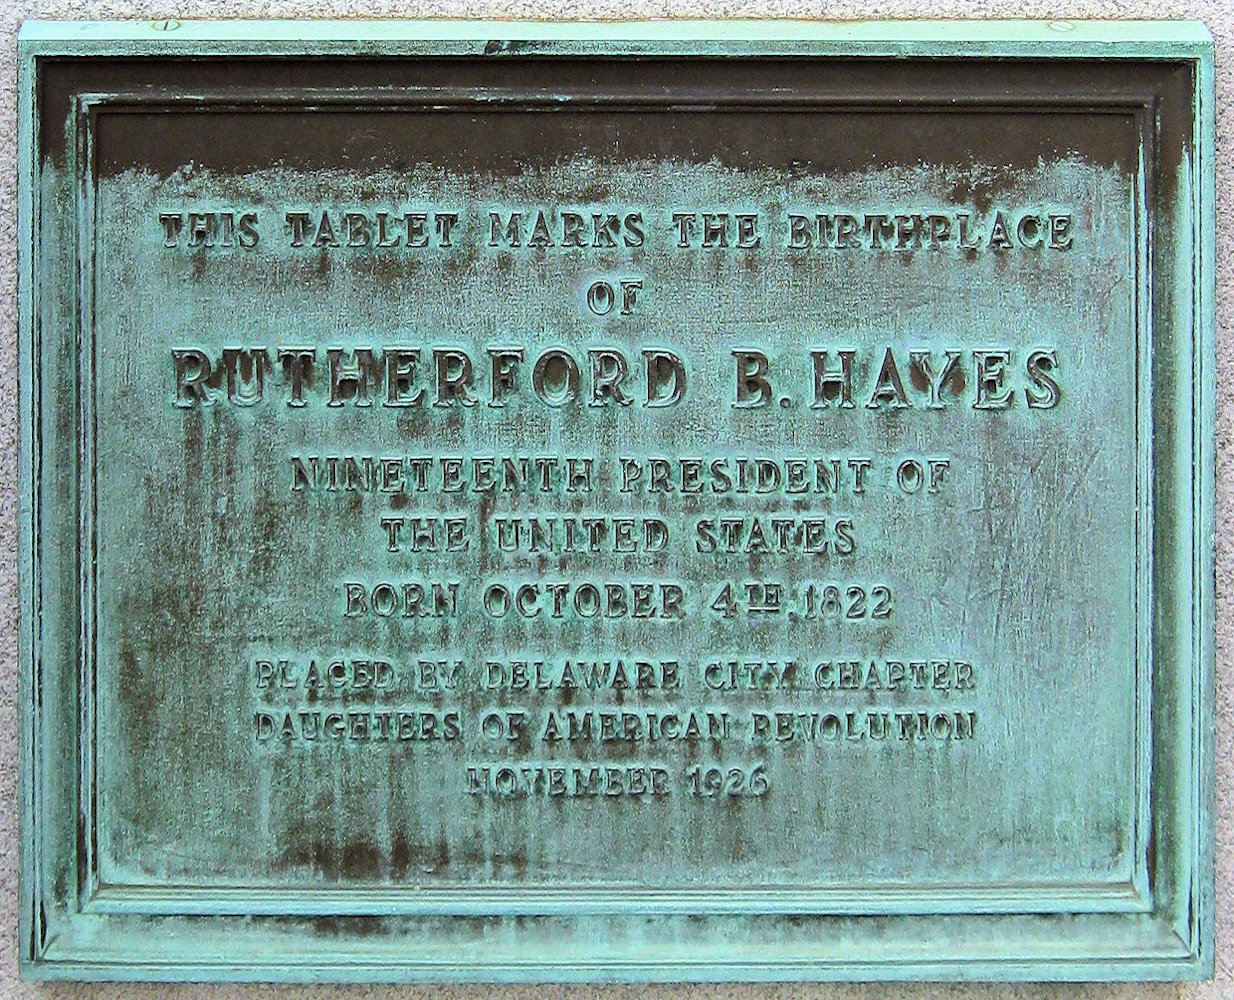 THIS TABLET MARKS THE BIRTHPLACE
OF
RUTHERFORD B. HAYES
NINETEENTH PRESIDENT OF
THE UNITED STATES
BORN OCTOBER 4TH. 1822
PLACED BY DELAWARE CITY CHAPTER
DAUGHTERS OF AMERICAN REVOLUTION
NOVEMBER 1926